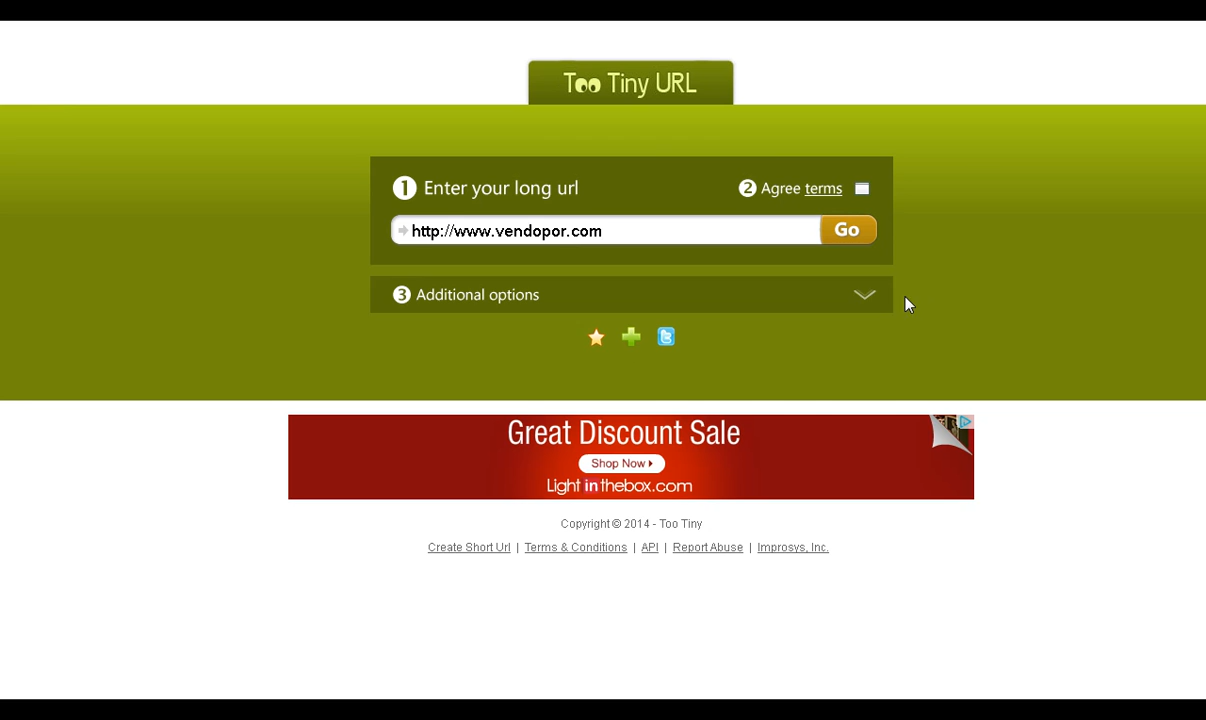 Too Tiny URL
1 Enter your long url
2 Agree terms
http://www.vendopor.com
Go
3 Additional options
Great Discount Sale
Shop Now
Light in the box.com
Copyright © 2014 - Too Tiny
Create Short Url | Terms & Conditions | API | Report Abuse | Improsys, Inc.